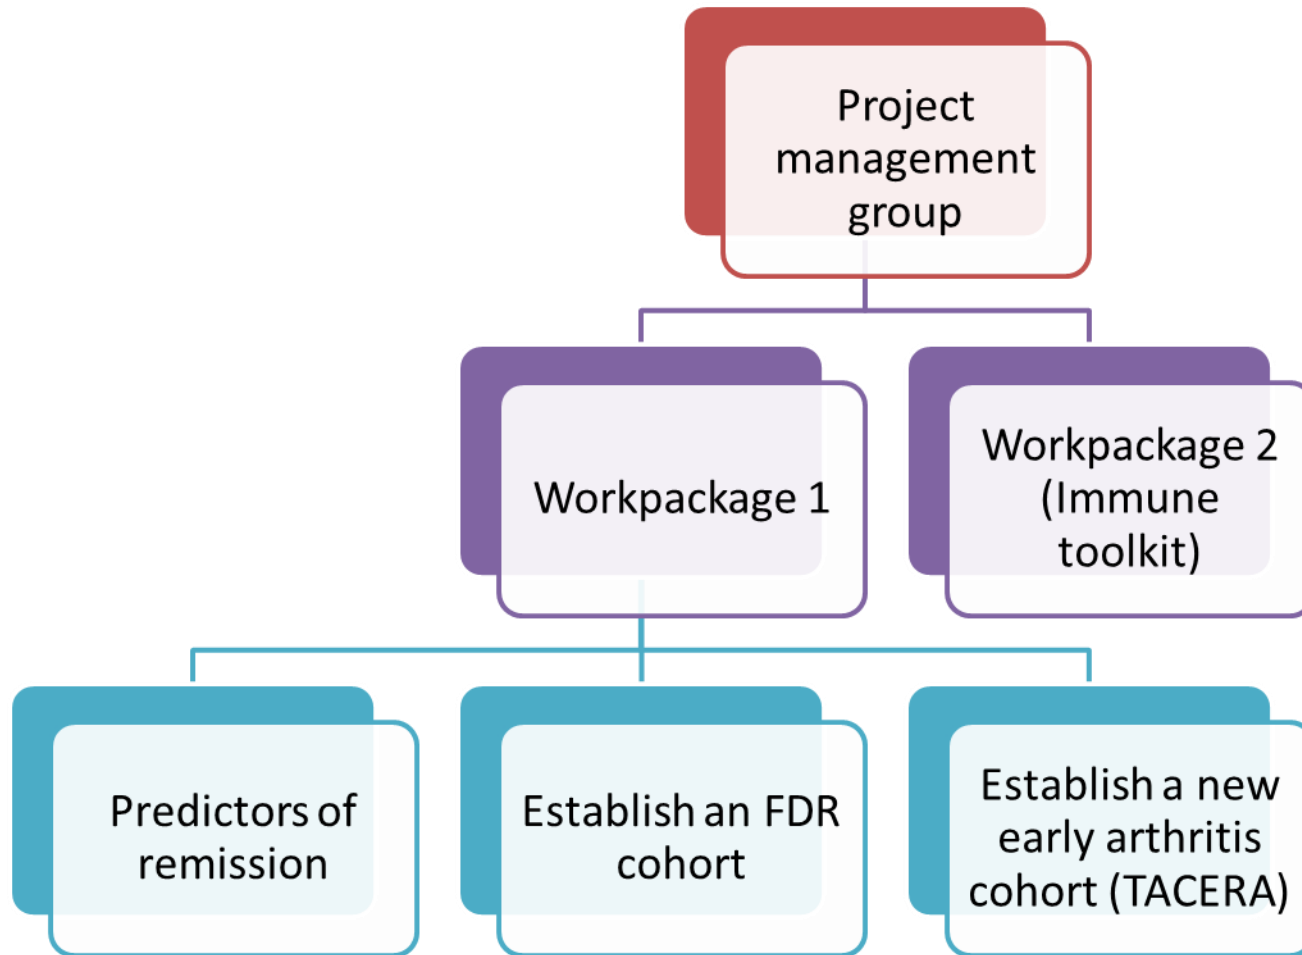 Project
management
group
Workpackage 1
Workpackage 2
(Immune
toolkit)
Predictors of
remission
Establish an FDR
cohort
Establish a new
early arthritis
cohort (TACERA)